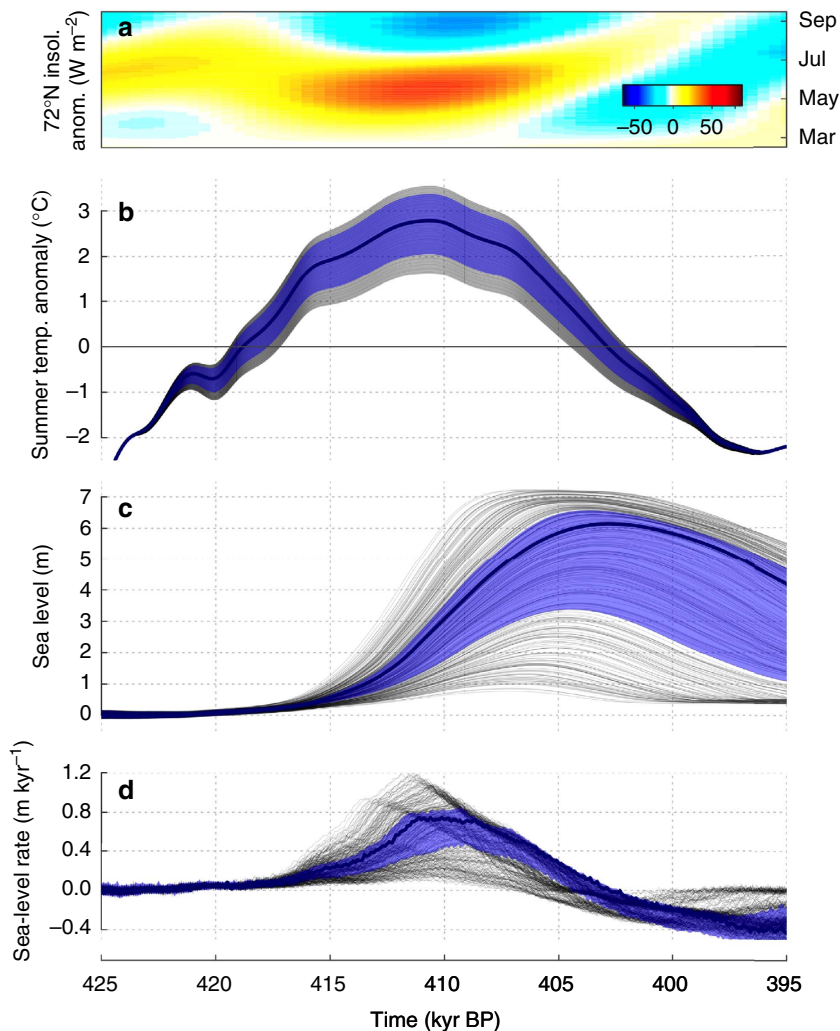 a
72°N insol.
anom. (W m−2)
Sep
Jul
May
Mar
−50 0 50
b
Summer temp. anomaly (°C)
3
2
1
0
−1
−2
c
Sea level (m)
7
6
5
4
3
2
1
0
d
Sea-level rate (m kyr−1)
1.2
0.8
0.4
0.0
−0.4
425 420 415 410 405 400 395
Time (kyr BP)